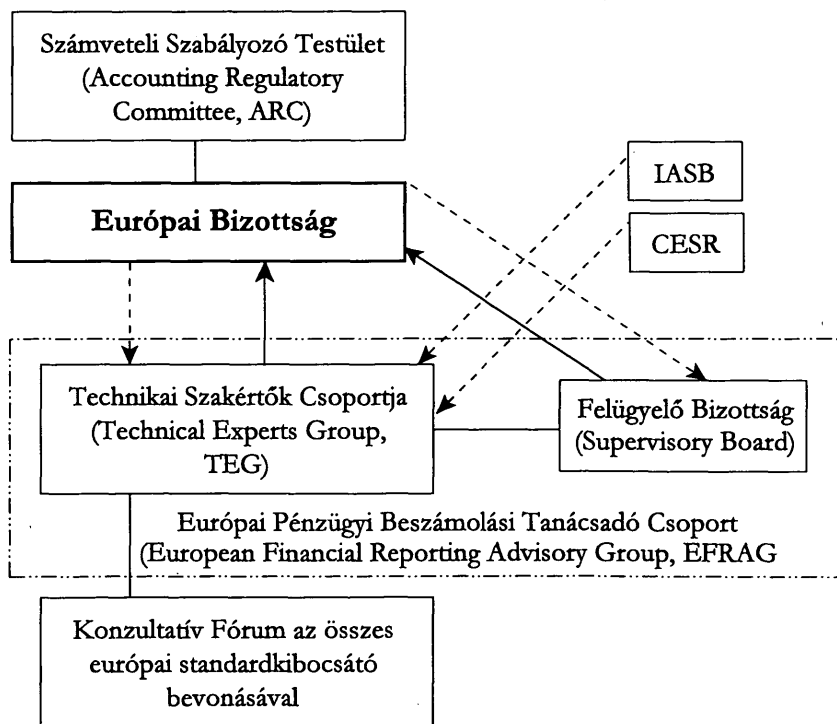 Számveteli Szabályozó Testület
(Accounting Regulatory
Committee, ARC)
Európai Bizottság
IASB
CESR
Technikai Szakértők Csoportja
(Technical Experts Group,
TEG)
Felügyelő Bizottság
(Supervisory Board)
Európai Pénzügyi Beszámolási Tanácsadó Csoport
(European Financial Reporting Advisory Group, EFRAG
Konzultatív Fórum az összes
európai standardkibocsátó
bevonásával